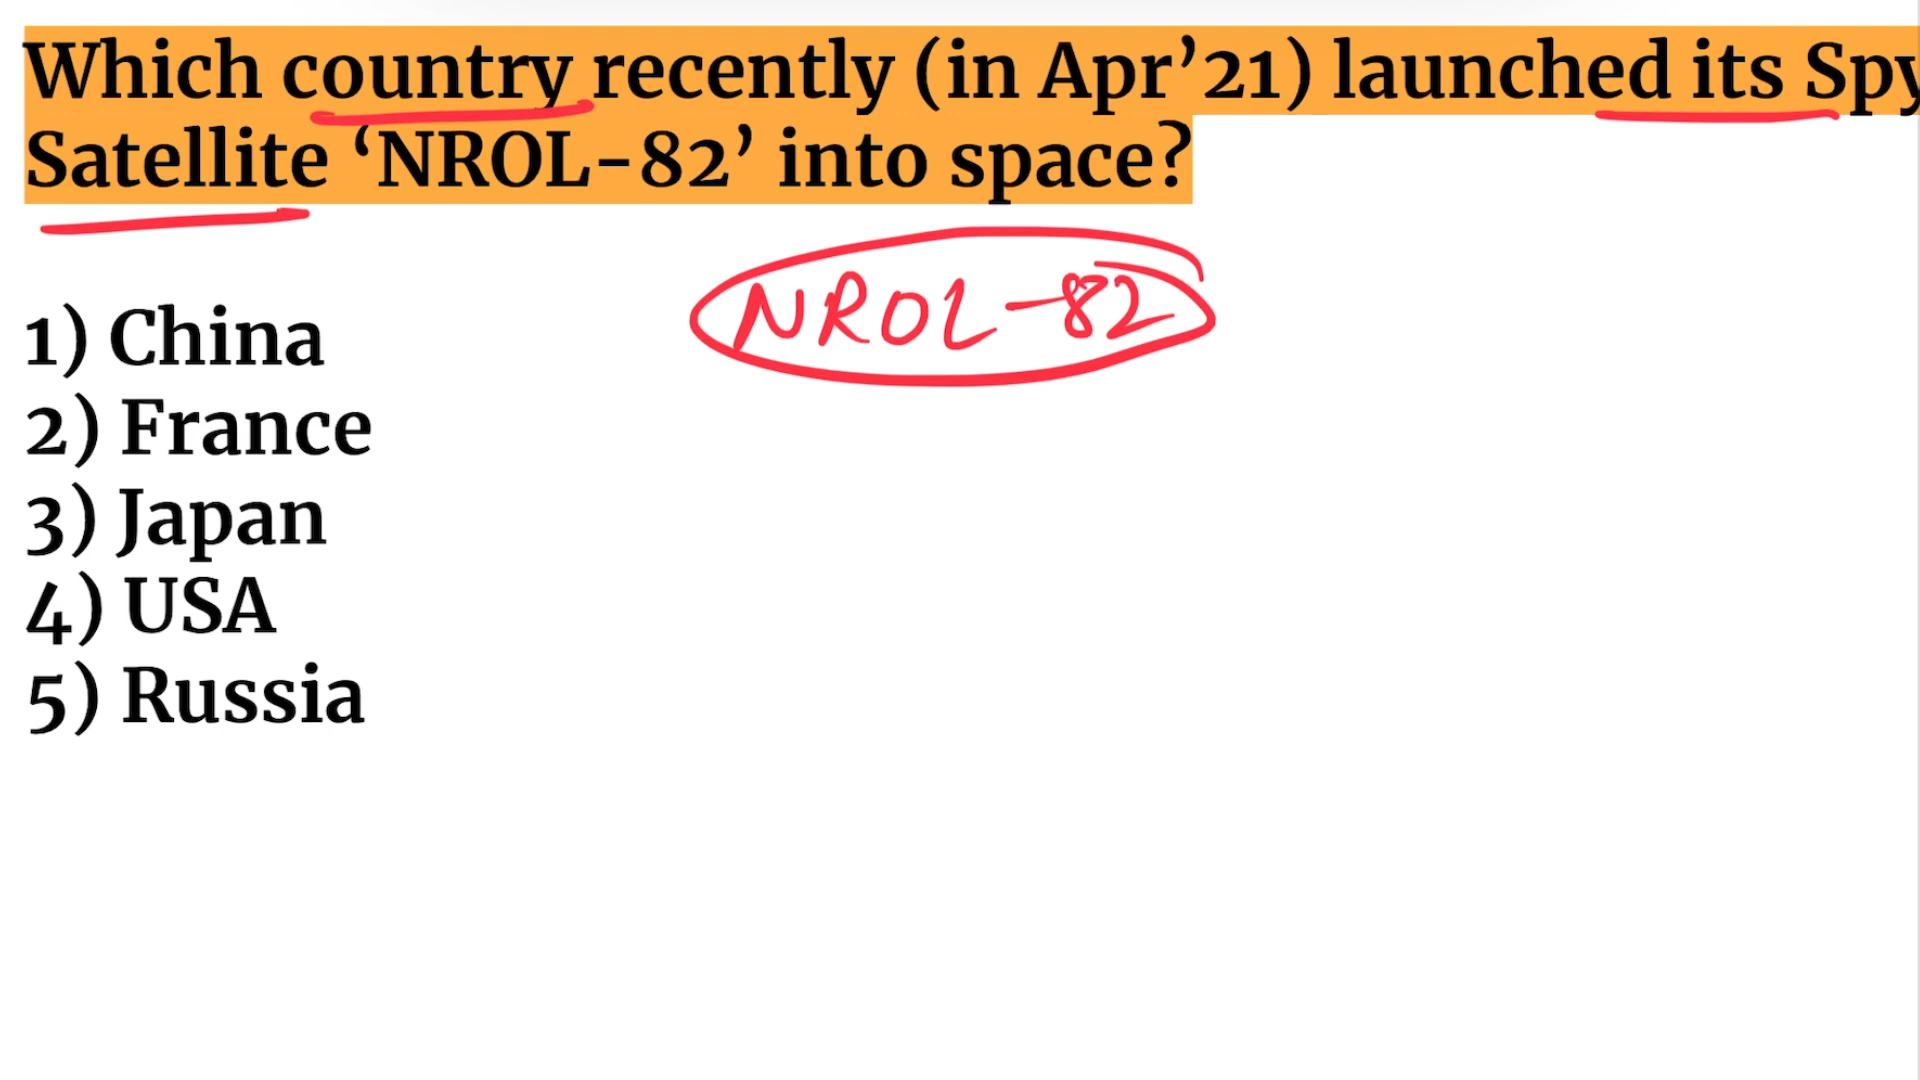 Which country recently (in Apr’21) launched its Spy
Satellite ‘NROL-82’ into space?
NROL-82
1) China
2) France
3) Japan
4) USA
5) Russia